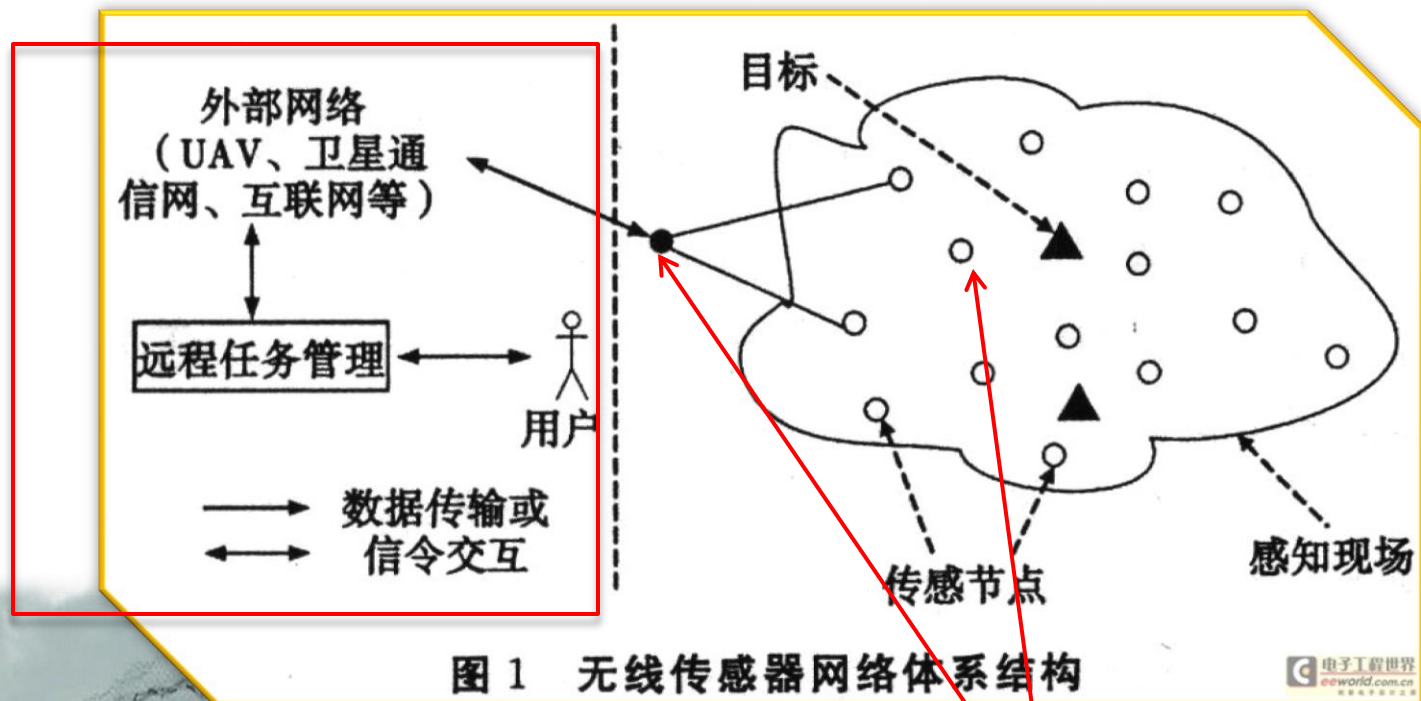 外部网络
（UAV、卫星通
信网、互联网等）
远程任务管理
用户
数据传输或
信令交互
目标
传感节点
感知现场
图 1 无线传感器网络体系结构
电子工程世界
eeworld.com.cn